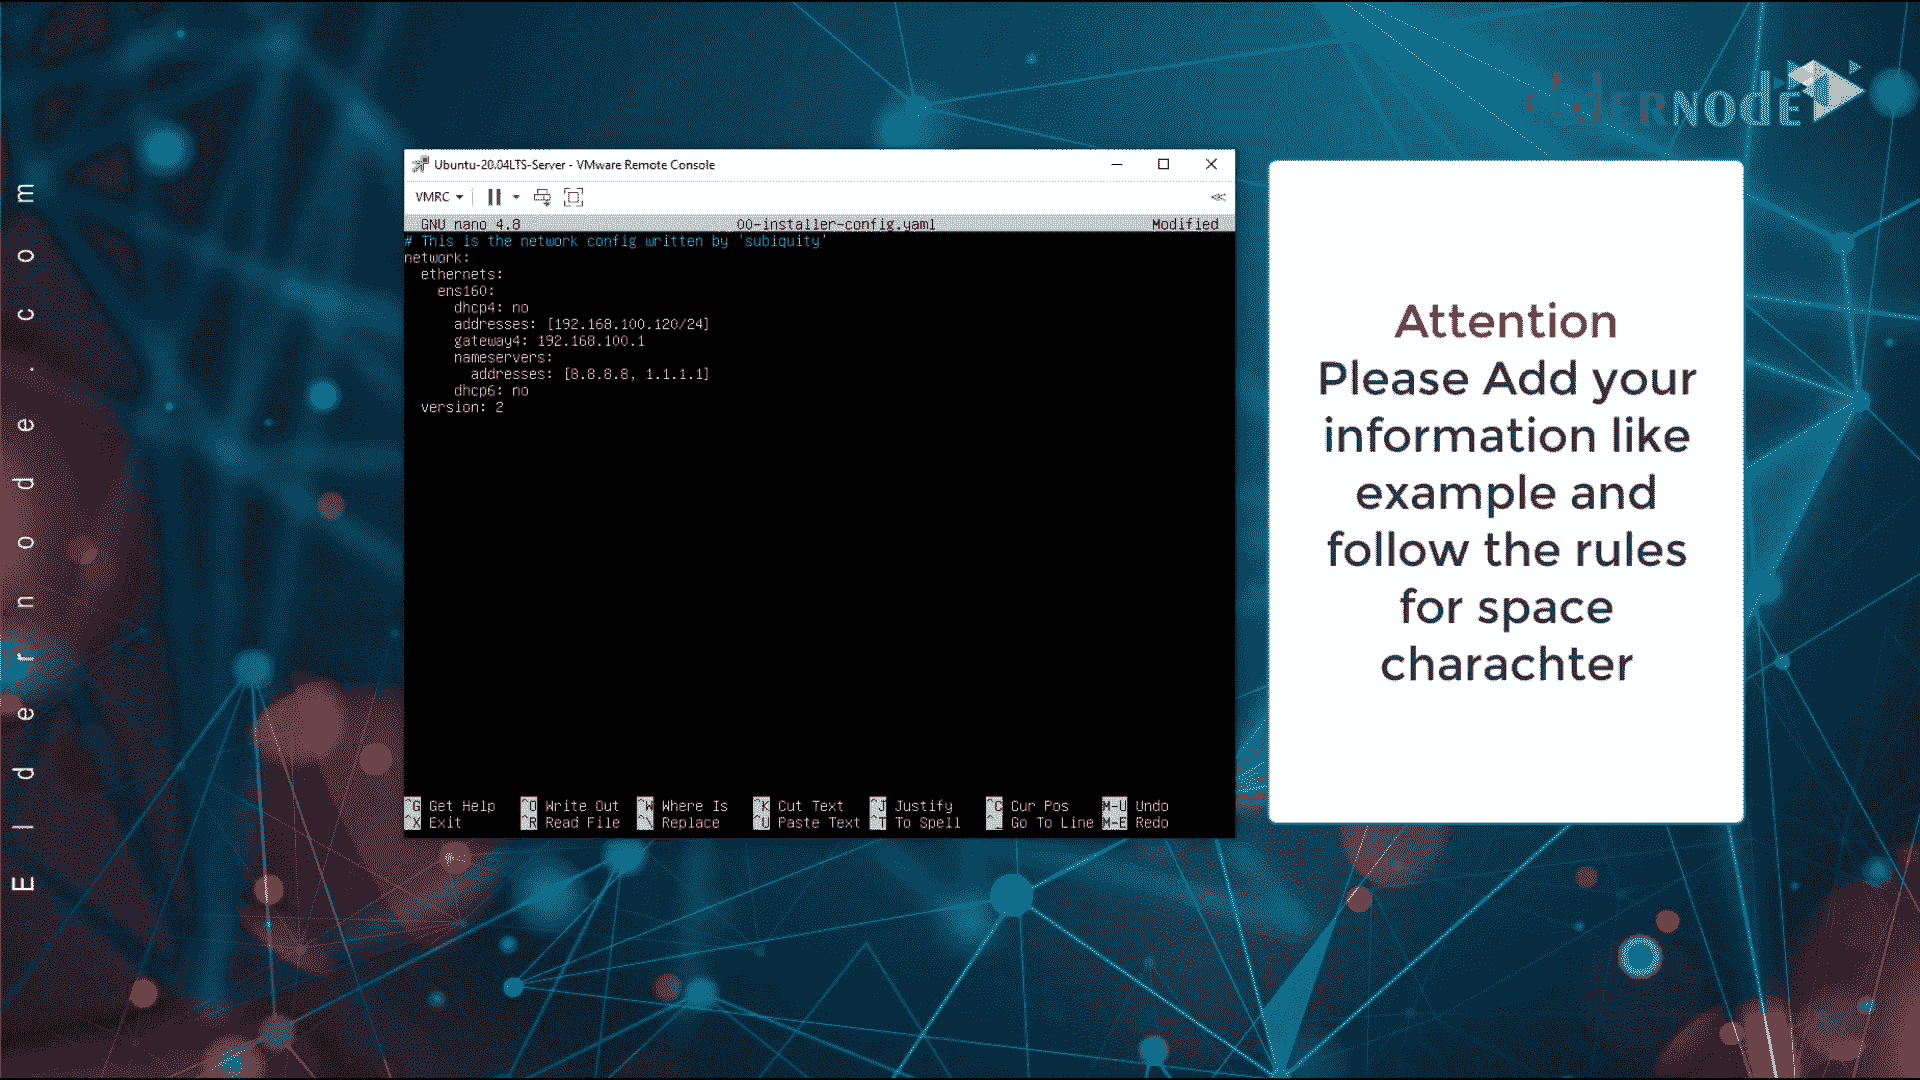 Eldernode.com
eldERNOdE
Ubuntu-20.04LTS-Server - VMware Remote Console
VMRC
GNU nano 4.8 00-installer-config.yaml Modified
# This is the network config written by 'subiquity'
network:
  ethernets:
    ens160:
      dhcp4: no
      addresses: [192.168.100.120/24]
      gateway4: 192.168.100.1
      nameservers:
        addresses: [8.8.8.8, 1.1.1.1]
      dhcp6: no
  version: 2
^G Get Help ^O Write Out ^W Where Is ^K Cut Text ^J Justify ^C Cur Pos M-U Undo
^X Exit ^R Read File ^\ Replace ^U Paste Text ^T To Spell ^_ Go To Line M-E Redo
Attention
Please Add your
information like
example and
follow the rules
for space
charachter